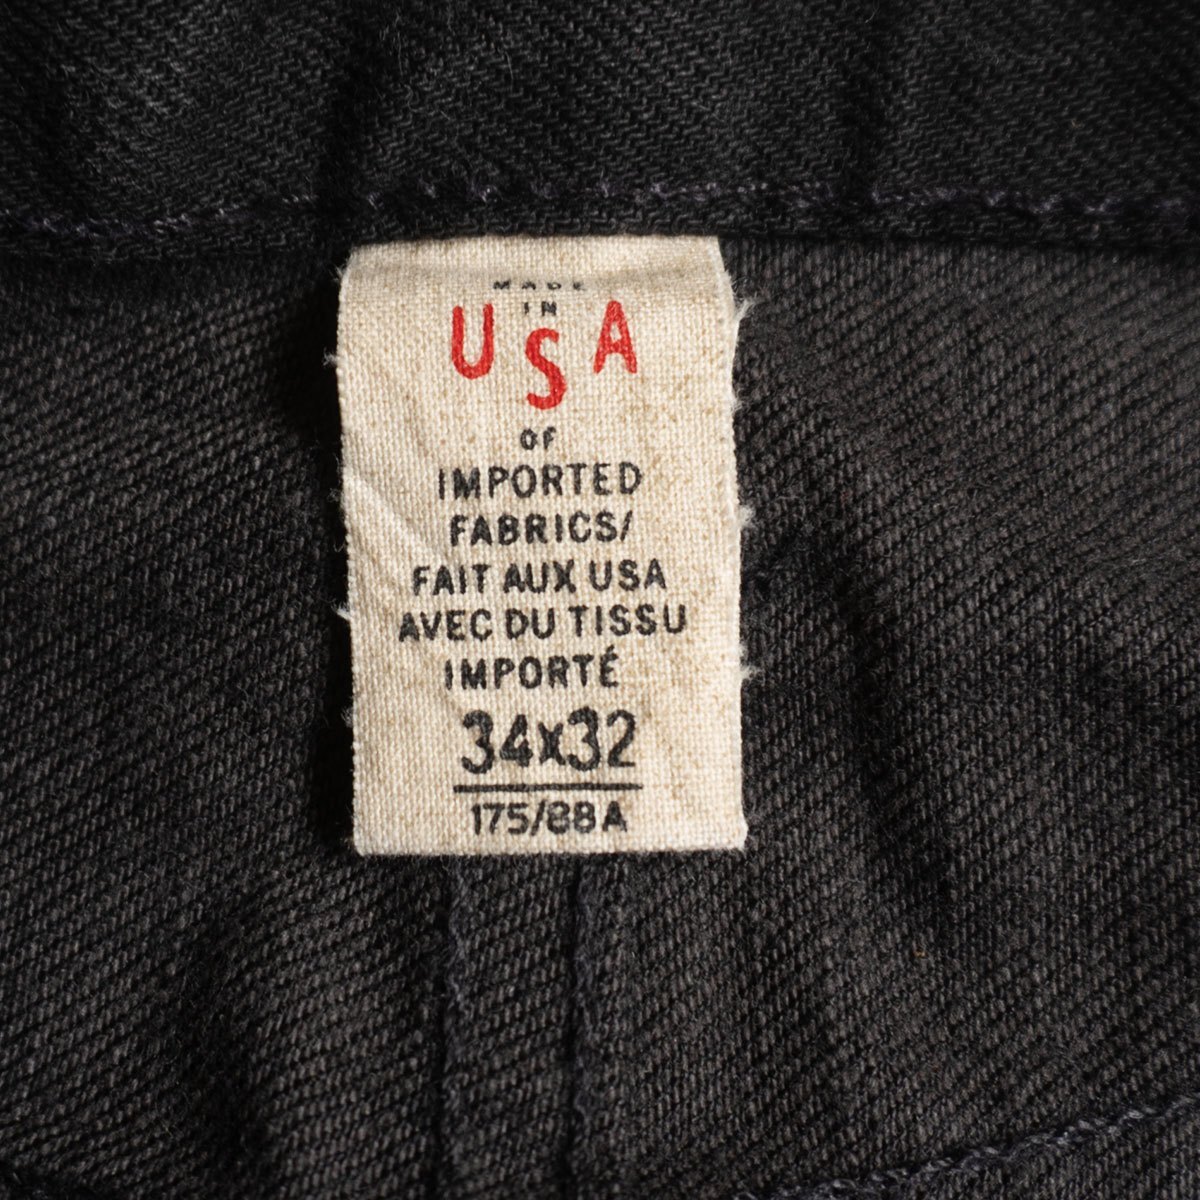 MADE
IN
USA
OF
IMPORTED
FABRICS/
FAIT AUX USA
AVEC DU TISSU
IMPORTÉ
34X32
175/88A